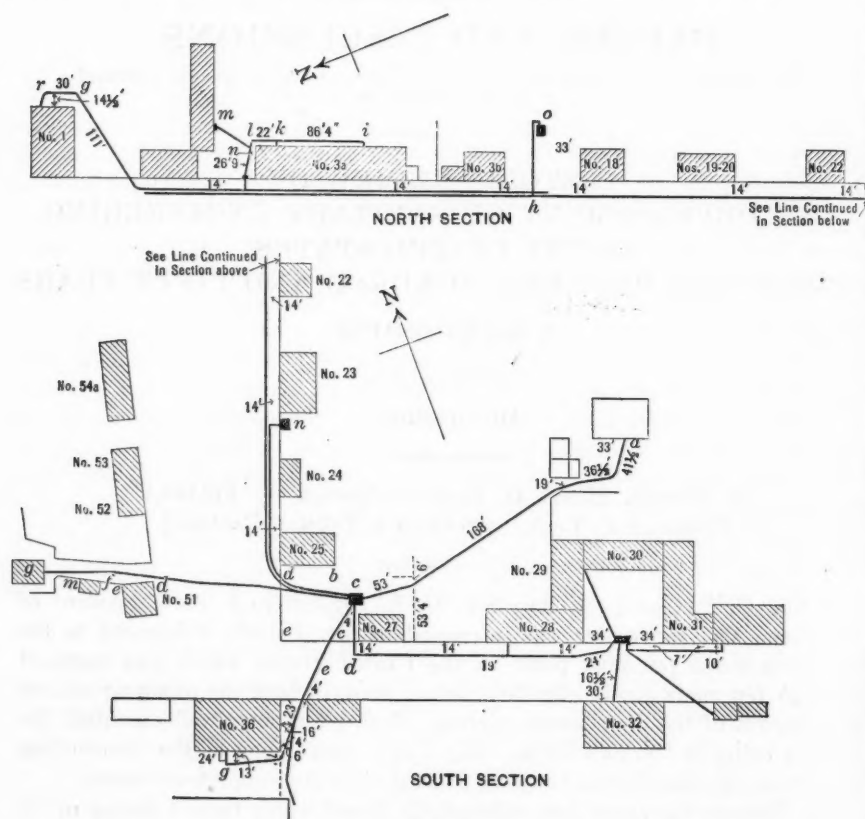 N
r 30' g
14½'
111'
No. 1
m
l 22' k 86'4" i
n
26'9
No. 3a
No. 3b
o
33'
No. 18
Nos. 19-20
No. 22
14' 14' 14' 14' 14' 14'
h
NORTH SECTION
See Line Continued
in Section below
See Line Continued
in Section above
No. 22
14'
N
No. 54a
No. 23
14'
n
No. 53
No. 24
No. 52
14'
No. 25
33'
a
36½'
41½
19'
168'
g
m f e d
No. 51
d b c
53'
6'
53'4"
No. 29
No. 30
e
4'
c
No. 27
No. 28
No. 31
34' 34'
e d 14' 14' 19' 24' r' 10'
16½'
30'
4'
23'
No. 36
16'
4'
6'
24'
13'
g
No. 32
SOUTH SECTION